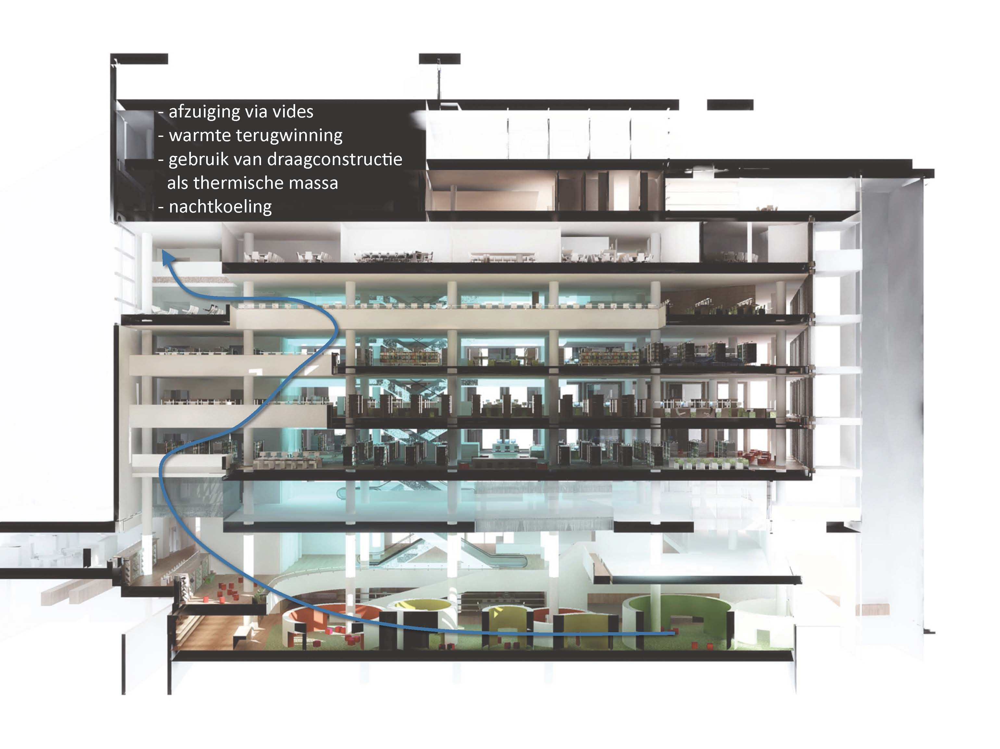 - afzuiging via vides
- warmte terugwinning
- gebruik van draagconstructie
als thermische massa
- nachtkoeling